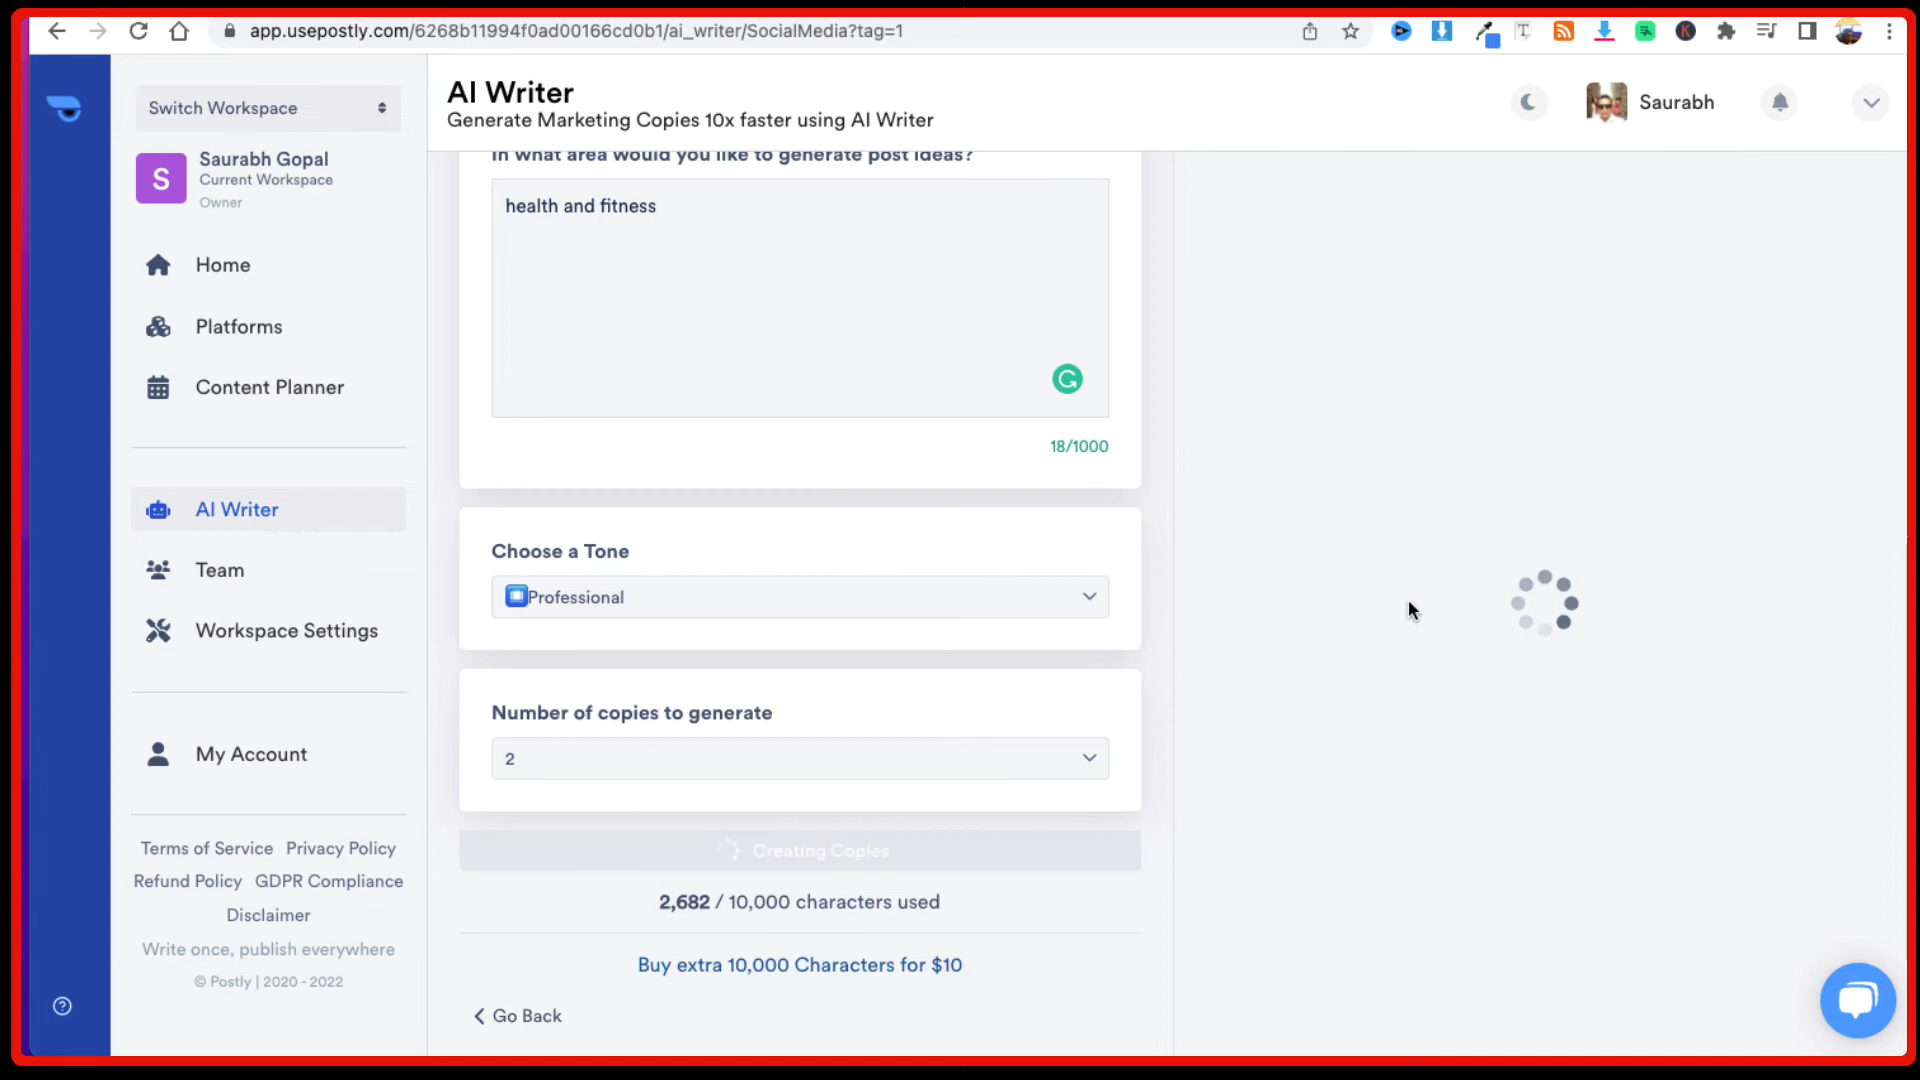 app.usepostly.com/6268b11994f0ad00166cd0b1/ai_writer/SocialMedia?tag=1
Switch Workspace
S
Saurabh Gopal
Current Workspace
Owner
Home
Platforms
Content Planner
AI Writer
Team
Workspace Settings
My Account
Terms of Service Privacy Policy
Refund Policy GDPR Compliance
Disclaimer
Write once, publish everywhere
© Postly | 2020 - 2022
AI Writer
Generate Marketing Copies 10x faster using AI Writer
Saurabh
In what area would you like to generate post ideas?
health and fitness
18/1000
Choose a Tone
Professional
Number of copies to generate
2
Creating Copies
2,682 / 10,000 characters used
Buy extra 10,000 Characters for $10
Go Back